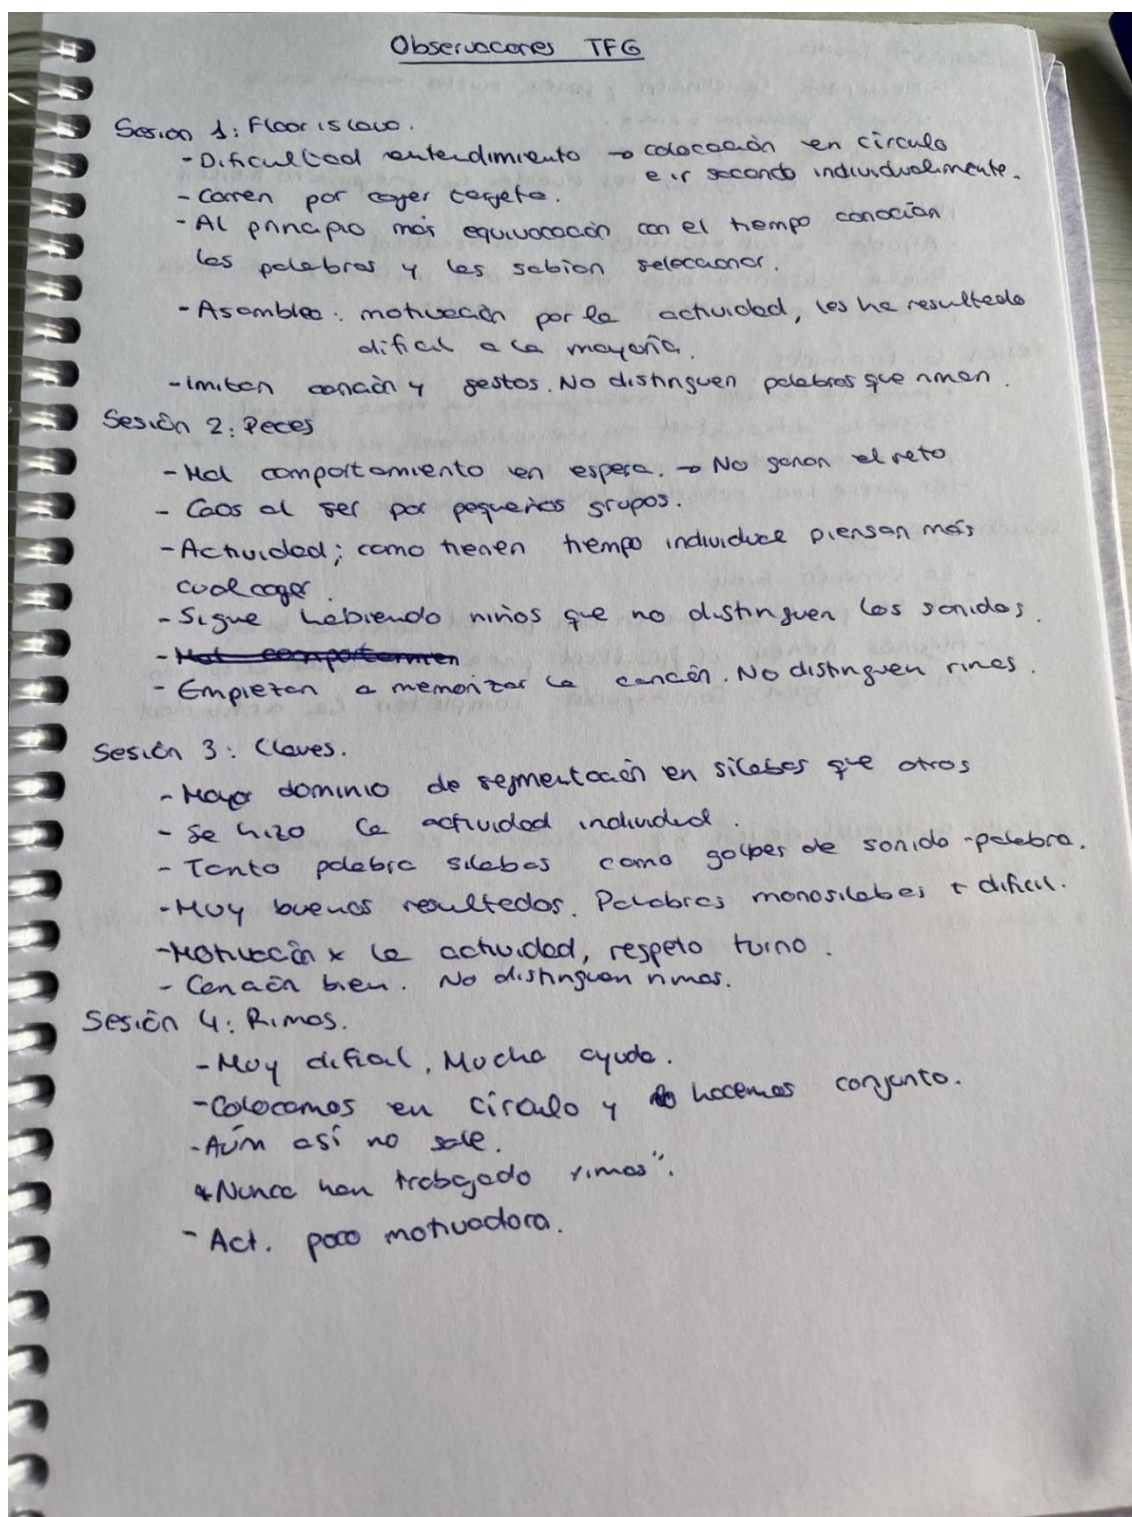 Observaciones TFG
Sesion 1: Floor is lava.
- Dificultad entendimiento → colocación en círculo
e ir sacando individualmente.
- Corren por coger tarjeta.
- Al principio más equivocación con el tiempo conocían
las palabras y las sabían seleccionar.
- Asamblea: motivación por la actividad, les ha resultado
difícil a la mayoría.
- imitan canción y gestos. No distinguen palabras que riman.
Sesión 2: Peces
- Mal comportamiento en espera. → No ganan el reto
- Caos al ser por pequeños grupos.
- Actividad; como tienen tiempo individual piensan más
cual coger
- Sigue habiendo niños que no distinguen los sonidos.
- Mal comportamien
- Empiezan a memorizar la canción. No distinguen rimas.
Sesión 3: Claves.
- Mayor dominio de segmentación en sílabas que otros
- Se hizo la actividad individual.
- Tanto palabra sílabas como golpes de sonido - palabra.
- Muy buenos resultados. Palabras monosílabas + difícil.
- Motivación x la actividad, respeto turno.
- Canción bien. No distinguen rimas.
Sesión 4: Rimas.
- Muy difícil, Mucha ayuda.
- Colocamos en círculo y hacemos conjunto.
- Aún así no sale.
* Nunca han trabajado rimas".
- Act. poco motivadora.